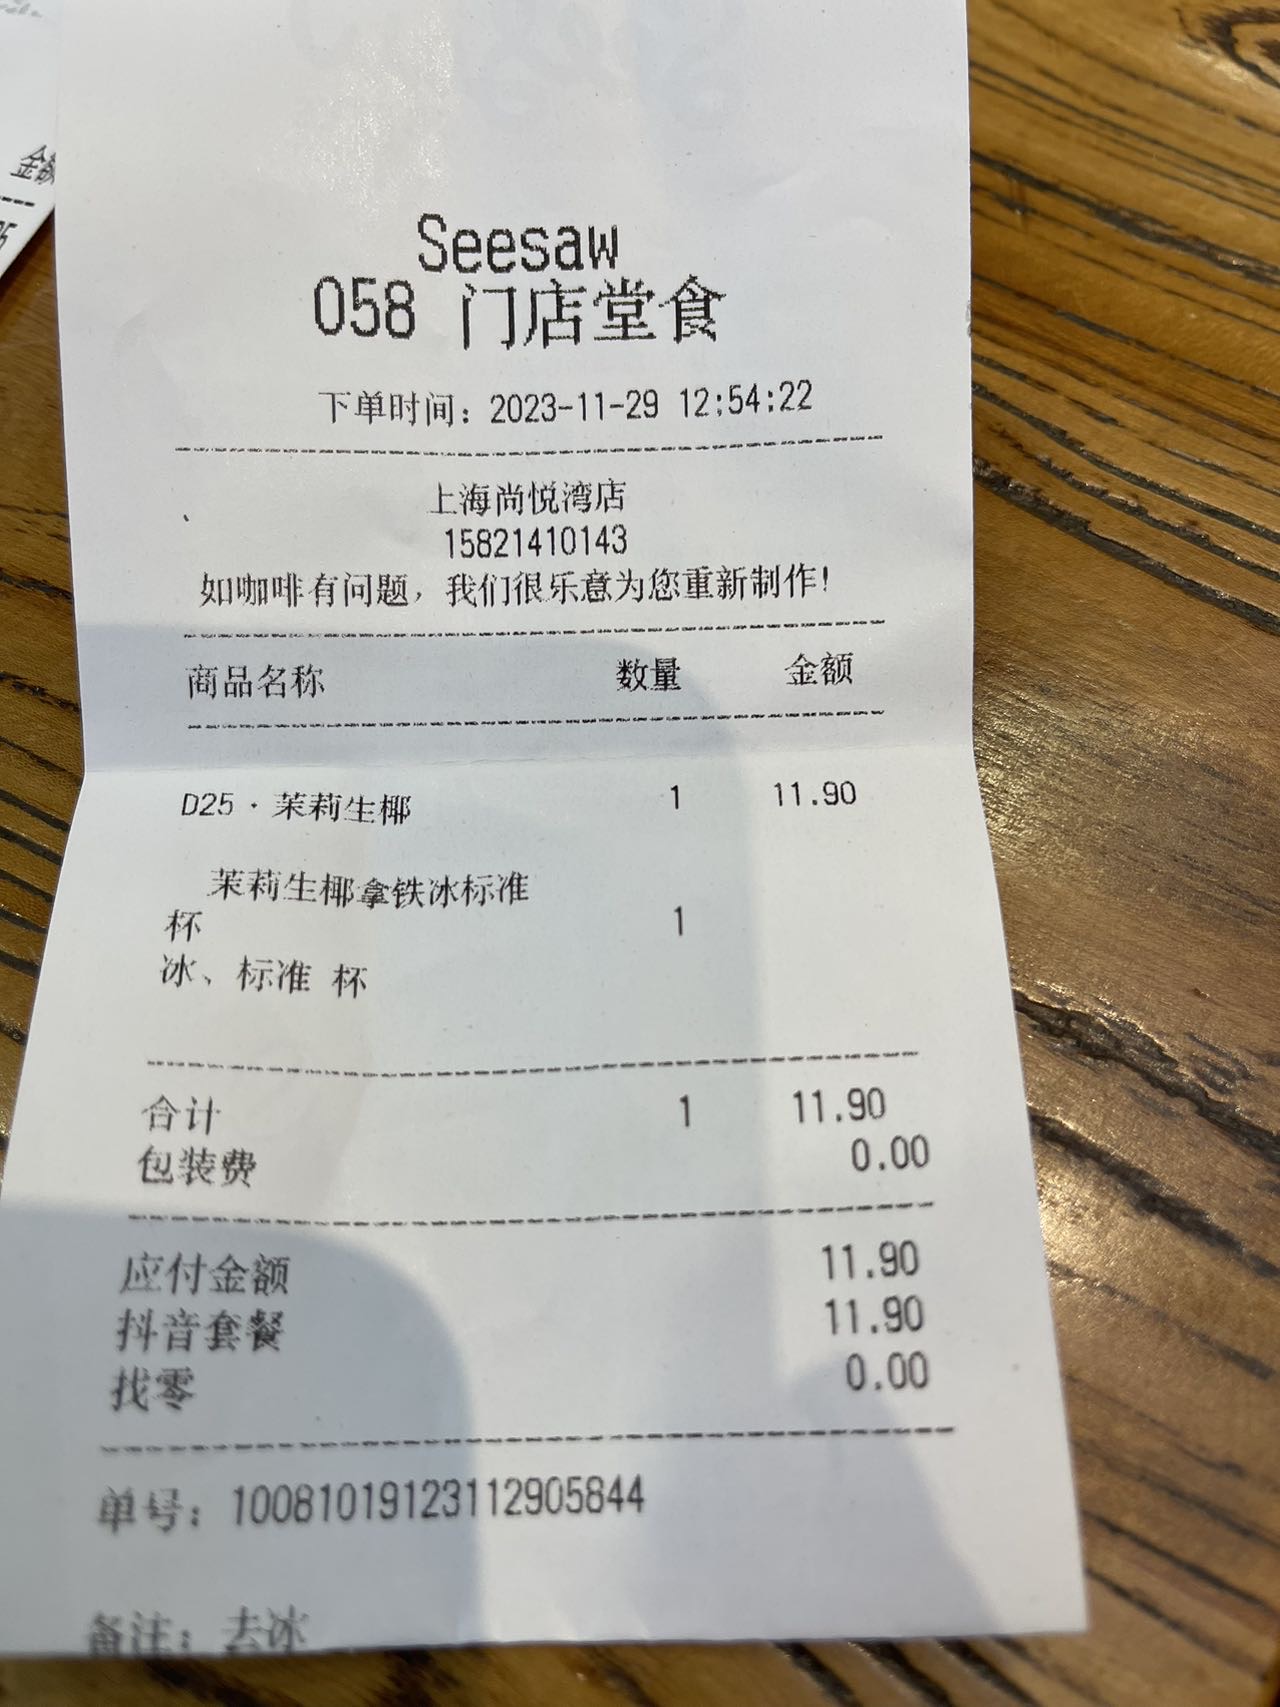 金额
Seesaw
058 门店堂食
下单时间：2023-11-29 12:54:22
上海尚悦湾店
15821410143
如咖啡有问题，我们很乐意为您重新制作！
商品名称 数量 金额
D25·茉莉生椰 1 11.90
茉莉生椰拿铁冰标准
杯 1
冰、标准 杯
合计 1 11.90
包装费 0.00
应付金额 11.90
抖音套餐 11.90
找零 0.00
单号：10081019123112905844
备注：去冰